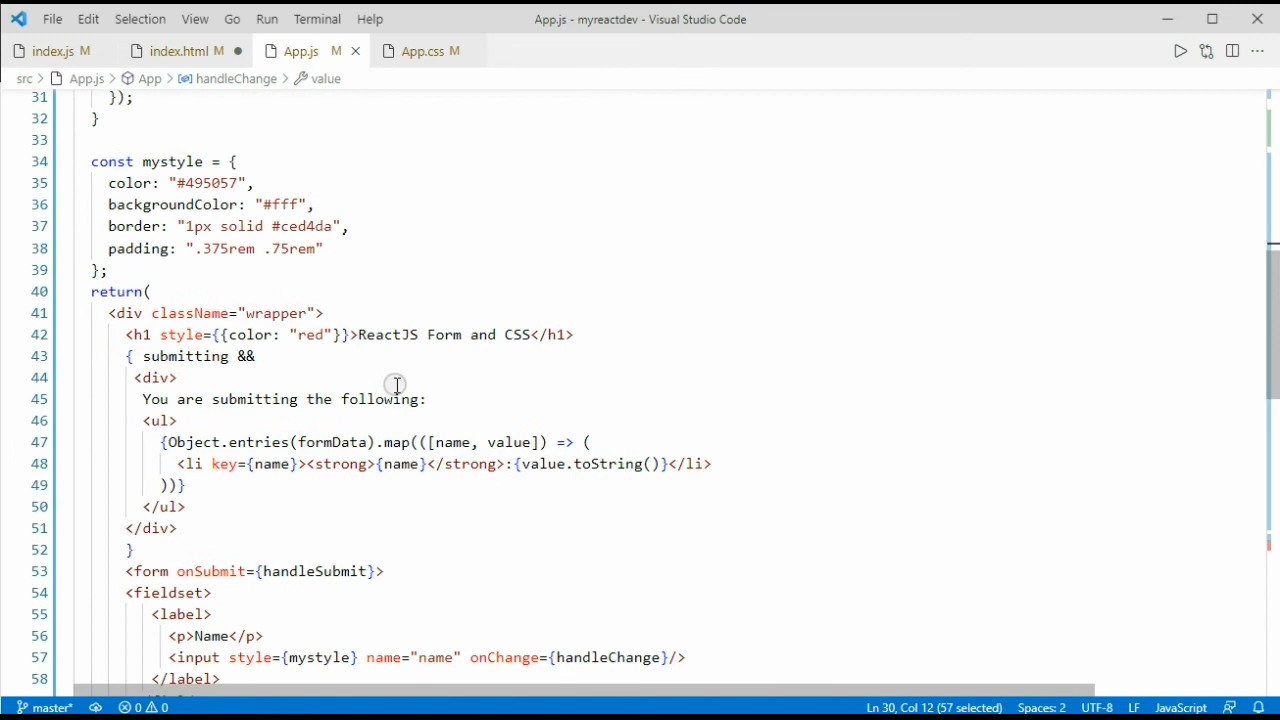 File Edit Selection View Go Run Terminal Help App.js - myreactdev - Visual Studio Code
index.js M index.html M App.js M App.css M
src > App.js > App > handleChange > value
31 });
32 }
33
34 const mystyle = {
35 color: "#495057",
36 backgroundColor: "#fff",
37 border: "1px solid #ced4da",
38 padding: ".375rem .75rem"
39 };
40 return(
41 <div className="wrapper">
42 <h1 style={{color: "red"}}>ReactJS Form and CSS</h1>
43 { submitting &&
44 <div>
45 You are submitting the following:
46 <ul>
47 {Object.entries(formData).map(([name, value]) => (
48 <li key={name}><strong>{name}</strong>:{value.toString()}</li>
49 ))}
50 </ul>
51 </div>
52 }
53 <form onSubmit={handleSubmit}>
54 <fieldset>
55 <label>
56 <p>Name</p>
57 <input style={mystyle} name="name" onChange={handleChange}/>
58 </label>
master* 0 0 Ln 30, Col 12 (57 selected) Spaces: 2 UTF-8 LF JavaScript